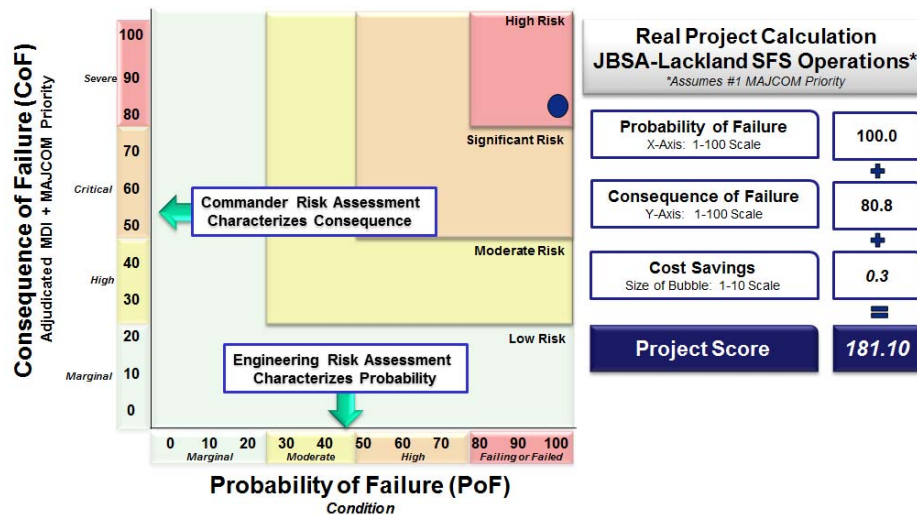 Consequence of Failure (CoF)
Adjudicated MDI + MAJCOM Priority
Severe
Critical
High
Marginal
100
90
80
70
60
50
40
30
20
10
0
High Risk
Significant Risk
Moderate Risk
Low Risk
Commander Risk Assessment
Characterizes Consequence
Engineering Risk Assessment
Characterizes Probability
0 10 20 30 40 50 60 70 80 90 100
Marginal Moderate High Failing or Failed
Probability of Failure (PoF)
Condition
Real Project Calculation
JBSA-Lackland SFS Operations*
*Assumes #1 MAJCOM Priority
Probability of Failure
X-Axis: 1-100 Scale
100.0
+
Consequence of Failure
Y-Axis: 1-100 Scale
80.8
+
Cost Savings
Size of Bubble: 1-10 Scale
0.3
=
Project Score
181.10